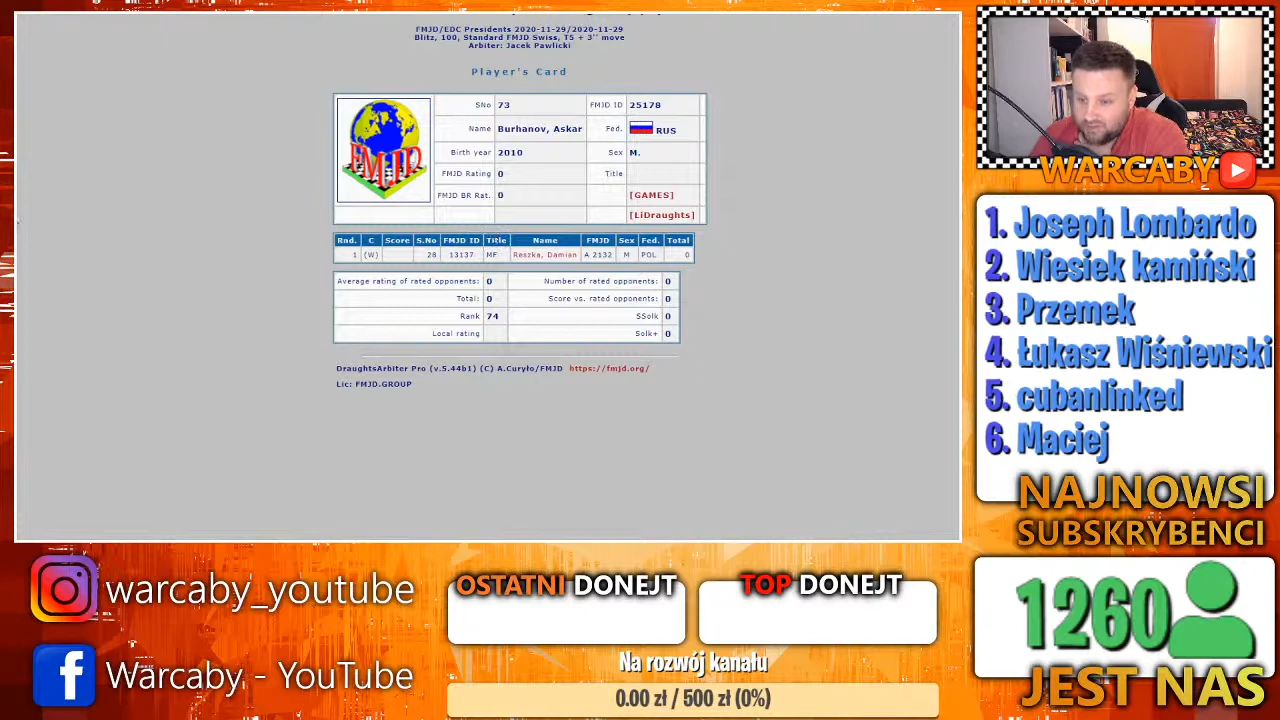 FMJD/EDC Presidents 2020-11-29/2020-11-29
Blitz, 100, Standard FMJD Swiss, T5 + 3'' move
Arbiter: Jacek Pawlicki
Player's Card
FMJD
SNo 73 FMJD ID 25178
Name Burhanov, Askar Fed. RUS
Birth year 2010 Sex M.
FMJD Rating 0 Title
FMJD BR Rat. 0 [GAMES]
[LiDraughts]
Rnd. C Score S.No FMJD ID Title Name FMJD Sex Fed. Total
1 (W) 28 13137 MF Reszka, Damian A 2132 M POL 0
Average rating of rated opponents: 0 Number of rated opponents: 0
Total: 0 Score vs. rated opponents: 0
Rank 74 SSolk 0
Local rating Solk+ 0
DraughtsArbiter Pro (v.5.44b1) (C) A.Curyło/FMJD https://fmjd.org/
Lic: FMJD.GROUP
WARCABY
1. Joseph Lombardo
2. Wiesiek kamiński
3. Przemek
4. Łukasz Wiśniewski
5. cubanlinked
6. Maciej
NAJNOWSI
SUBSKRYBENCI
1260
JEST NAS
warcaby_youtube
Warcaby - YouTube
OSTATNI DONEJT
TOP DONEJT
Na rozwój kanału
0.00 zł / 500 zł (0%)